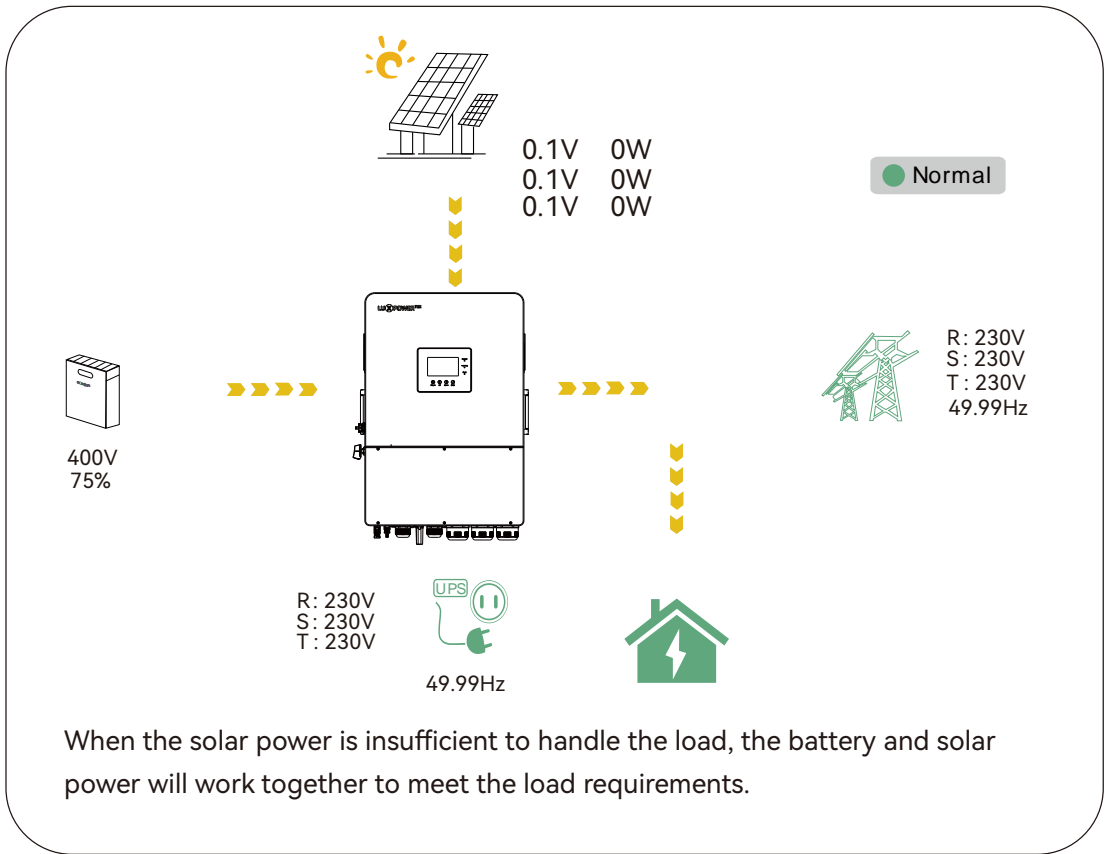 0.1V 0W
0.1V 0W
0.1V 0W
Normal
LUXPOWER
R: 230V
S: 230V
T: 230V
49.99Hz
400V
75%
R: 230V
S: 230V
T: 230V
UPS
49.99Hz
When the solar power is insufficient to handle the load, the battery and solar
power will work together to meet the load requirements.